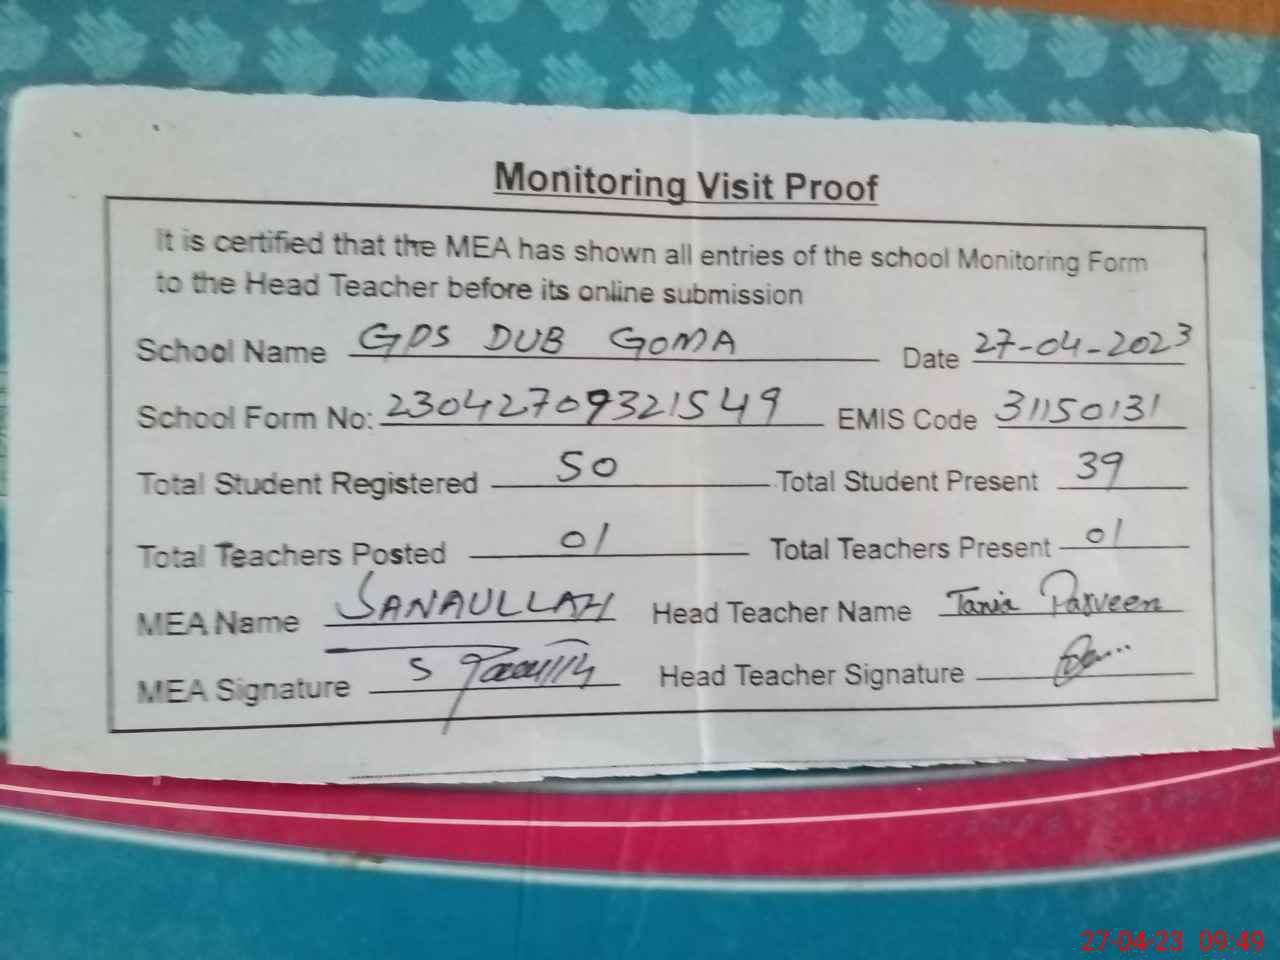 Monitoring Visit Proof
It is certified that the MEA has shown all entries of the school Monitoring Form
to the Head Teacher before its online submission
School Name GPS DUB GOMA Date 27-04-2023
School Form No: 23042709321549 EMIS Code 31150131
Total Student Registered 50 Total Student Present 39
Total Teachers Posted 01 Total Teachers Present 01
MEA Name SANAULLAH Head Teacher Name Tania Parveen
MEA Signature S Head Teacher Signature
27-04-23 09:49